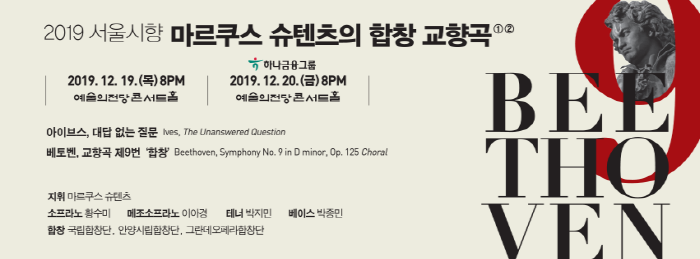 2019 서울시향 마르쿠스 슈텐츠의 합창 교향곡①②
하나금융그룹
2019. 12. 19.(목) 8PM
예술의전당 콘서트홀
2019. 12. 20.(금) 8PM
예술의전당 콘서트홀
아이브스, 대답 없는 질문 Ives, The Unanswered Question
베토벤, 교향곡 제9번 ‘합창’ Beethoven, Symphony No. 9 in D minor, Op. 125 Choral
지휘 마르쿠스 슈텐츠
소프라노 황수미 메조소프라노 이아경 테너 박지민 베이스 박종민
합창 국립합창단, 안양시립합창단, 그란데오페라합창단
9
BEE
THO
VEN